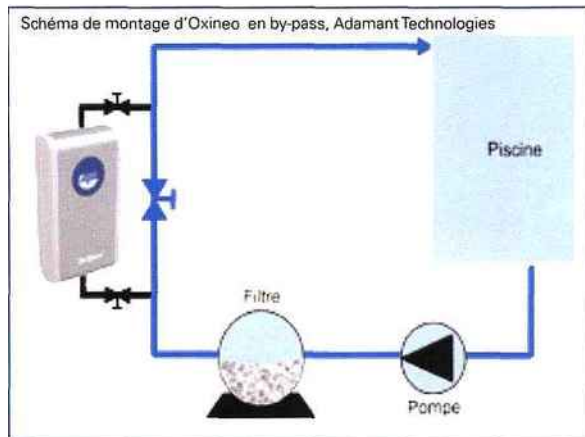 Schéma de montage d'Oxineo en by-pass, Adamant Technologies
Piscine
Filtre
Pompe